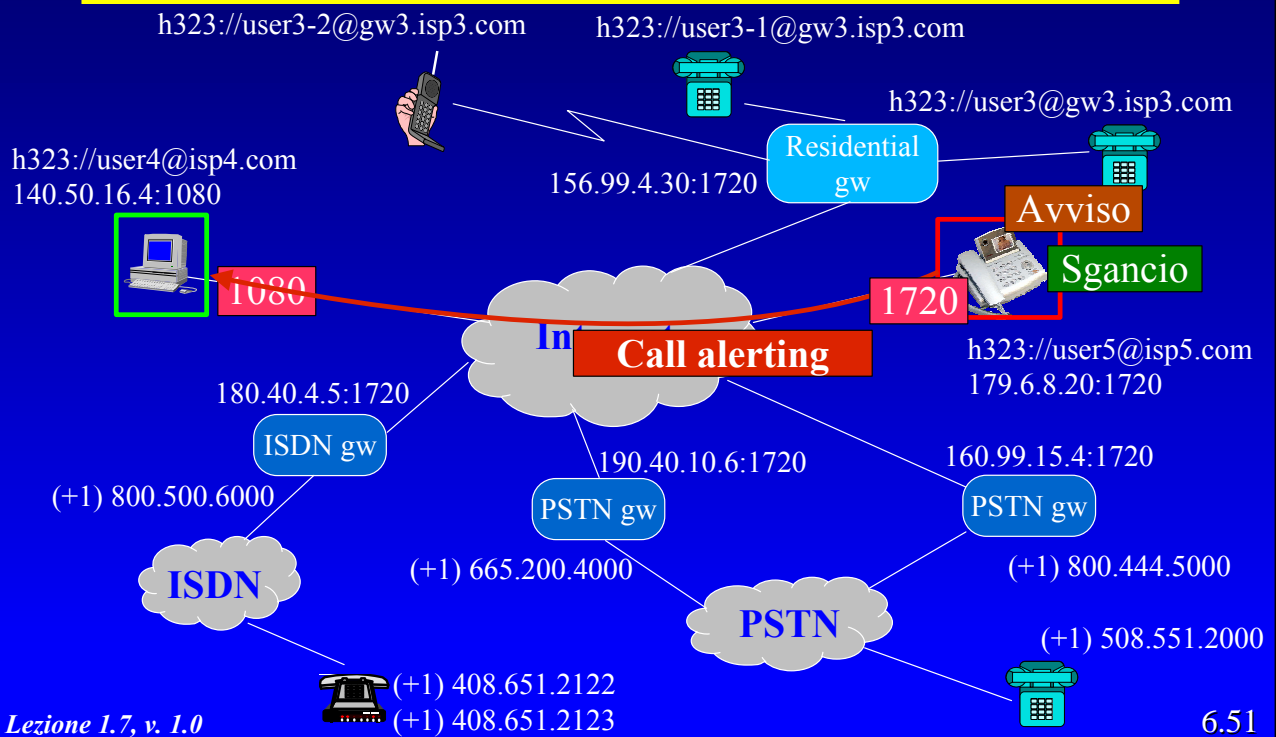 h323://user3-2@gw3.isp3.com
h323://user3-1@gw3.isp3.com
h323://user3@gw3.isp3.com
h323://user4@isp4.com
140.50.16.4:1080
Residential
gw
156.99.4.30:1720
Avviso
Sgancio
1080
1720
In
Call alerting
h323://user5@isp5.com
179.6.8.20:1720
180.40.4.5:1720
ISDN gw
190.40.10.6:1720
160.99.15.4:1720
(+1) 800.500.6000
PSTN gw
PSTN gw
(+1) 665.200.4000
(+1) 800.444.5000
ISDN
PSTN
(+1) 508.551.2000
(+1) 408.651.2122
(+1) 408.651.2123
Lezione 1.7, v. 1.0
6.51